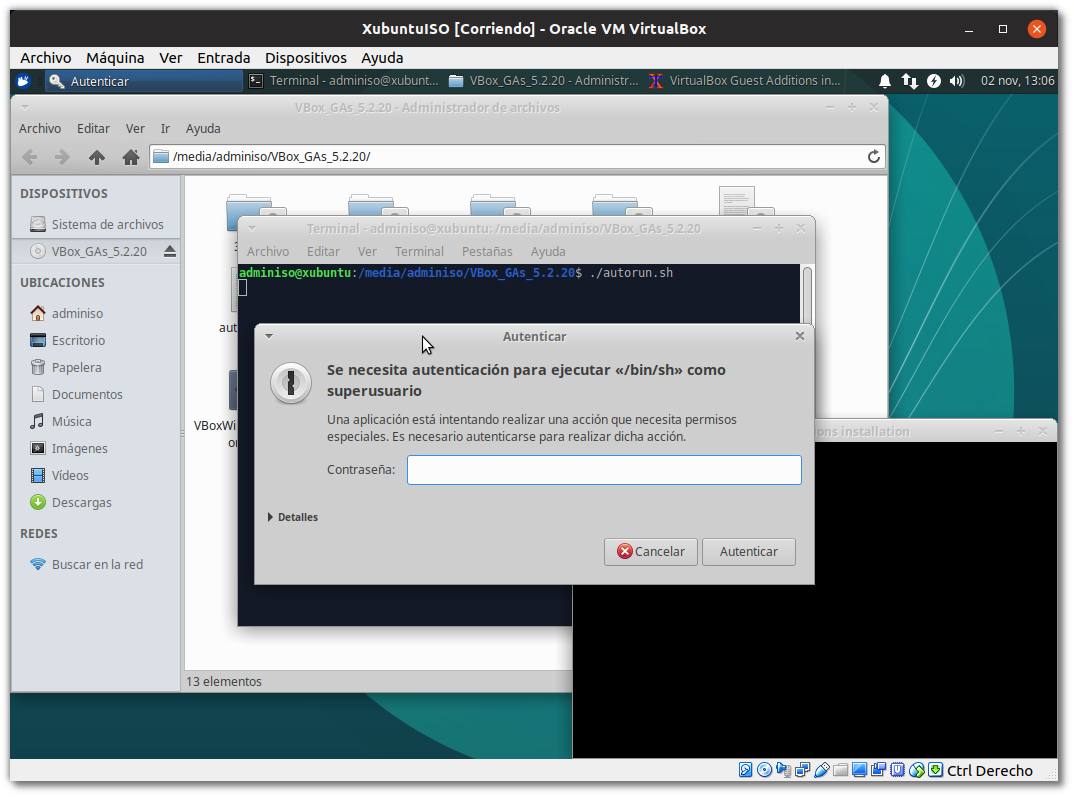 XubuntuISO [Corriendo] - Oracle VM VirtualBox
Archivo Máquina Ver Entrada Dispositivos Ayuda
Autenticar
Terminal - adminiso@xubunt...
VBox_GAs_5.2.20 - Administr...
VirtualBox Guest Additions in...
02 nov, 13:06
VBox_GAs_5.2.20 - Administrador de archivos
Archivo Editar Ver Ir Ayuda
/media/adminiso/VBox_GAs_5.2.20/
DISPOSITIVOS
Sistema de archivos
VBox_GAs_5.2.20
UBICACIONES
adminiso
Escritorio
Papelera
Documentos
Música
Imágenes
Vídeos
Descargas
REDES
Buscar en la red
3
aut
VBoxWi
or
13 elementos
Terminal - adminiso@xubuntu: /media/adminiso/VBox_GAs_5.2.20
Archivo Editar Ver Terminal Pestañas Ayuda
adminiso@xubuntu:/media/adminiso/VBox_GAs_5.2.20$ ./autorun.sh
Autenticar
Se necesita autenticación para ejecutar «/bin/sh» como
superusuario
Una aplicación está intentando realizar una acción que necesita permisos
especiales. Es necesario autenticarse para realizar dicha acción.
Contraseña:
Detalles
Cancelar
Autenticar
ons installation
Ctrl Derecho